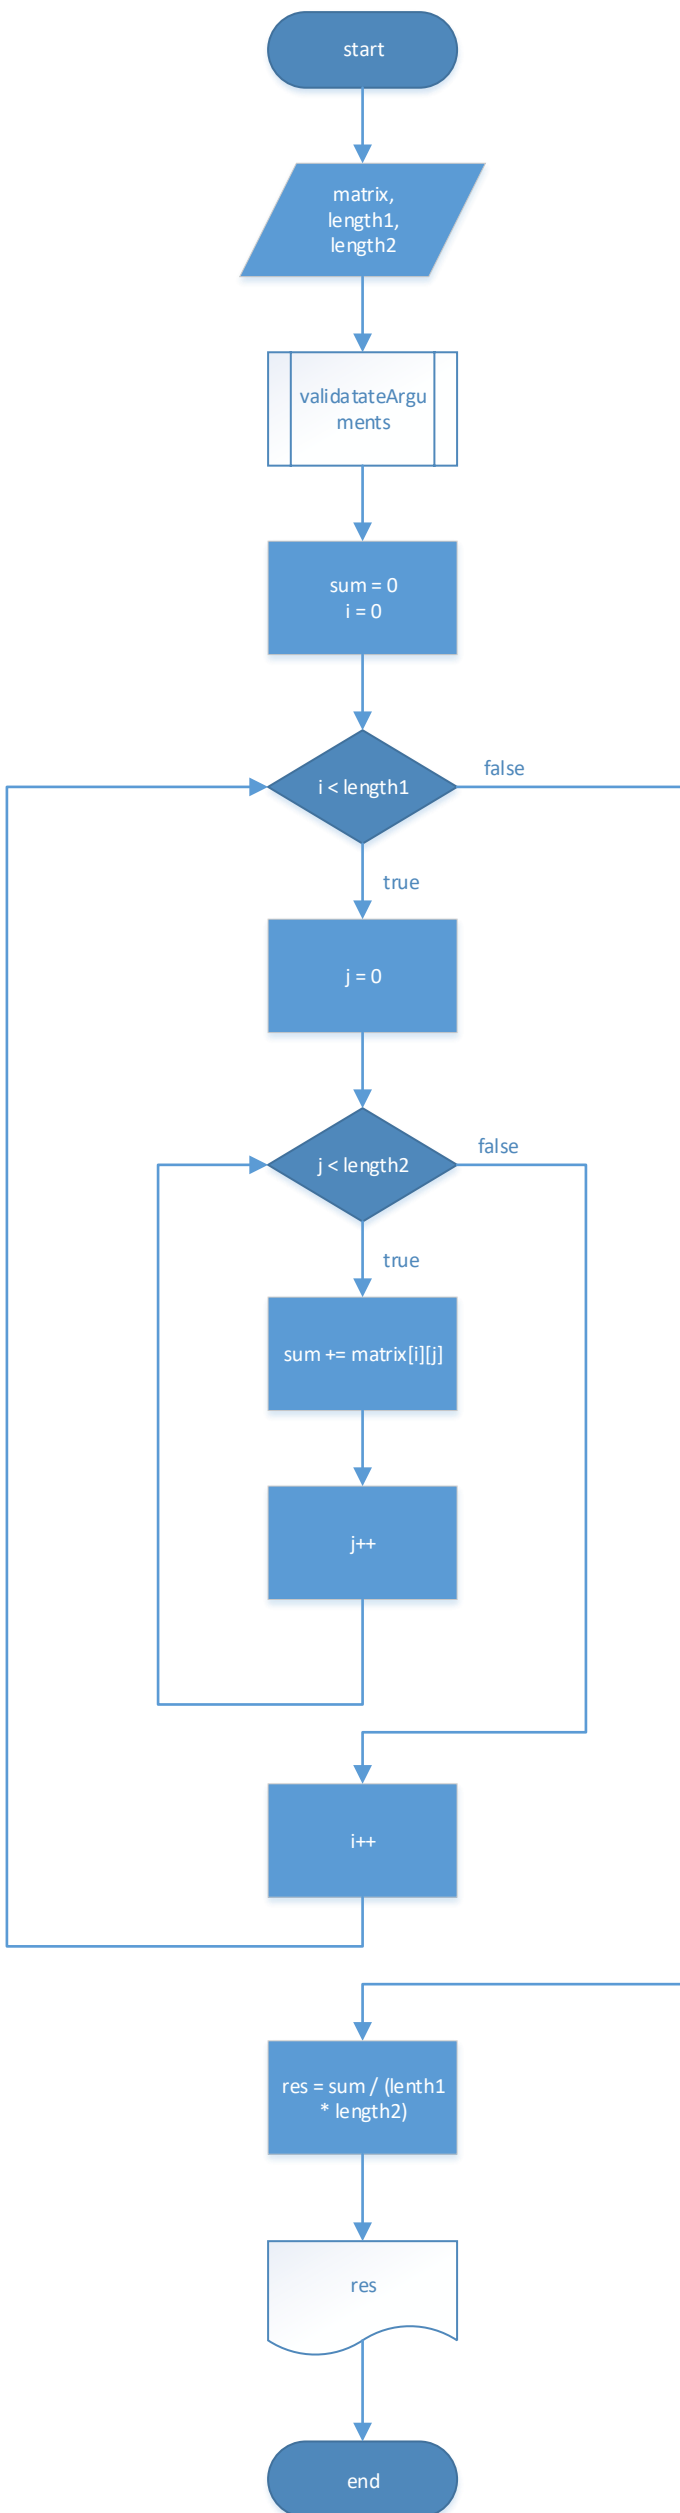 start
matrix,
length1,
length2
validatateArgu
ments
sum = 0
i = 0
i < length1
false
true
j = 0
j < length2
false
true
sum += matrix[i][j]
j++
i++
res = sum / (lenth1
* length2)
res
end